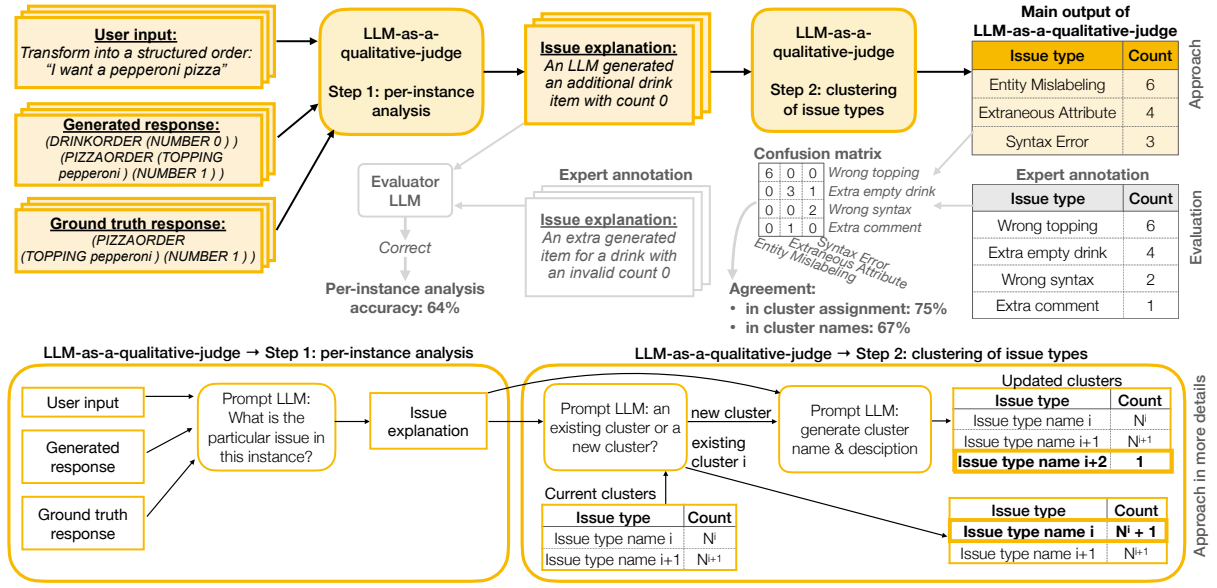 User input:
Transform into a structured order:
"I want a pepperoni pizza"
Generated response:
(DRINKORDER (NUMBER 0 ) )
(PIZZAORDER (TOPPING
pepperoni ) (NUMBER 1 ) )
Ground truth response:
(PIZZAORDER
(TOPPING pepperoni ) (NUMBER 1 ) )
LLM-as-a-
qualitative-judge
Step 1: per-instance
analysis
Issue explanation:
An LLM generated
an additional drink
item with count 0
LLM-as-a-
qualitative-judge
Step 2: clustering
of issue types
Main output of
LLM-as-a-qualitative-judge
Issue type Count
Entity Mislabeling 6
Extraneous Attribute 4
Syntax Error 3
Approach
Evaluator
LLM
Correct
Per-instance analysis
accuracy: 64%
Expert annotation
Issue explanation:
An extra generated
item for a drink with
an invalid count 0
Confusion matrix
6 0 0 Wrong topping
0 3 1 Extra empty drink
0 0 2 Wrong syntax
0 1 0 Extra comment
Syntax Error
Extraneous Attribute
Entity Mislabeling
Agreement:
• in cluster assignment: 75%
• in cluster names: 67%
Expert annotation
Issue type Count
Wrong topping 6
Extra empty drink 4
Wrong syntax 2
Extra comment 1
Evaluation
LLM-as-a-qualitative-judge → Step 1: per-instance analysis
User input
Generated
response
Ground truth
response
Prompt LLM:
What is the
particular issue in
this instance?
Issue
explanation
LLM-as-a-qualitative-judge → Step 2: clustering of issue types
Prompt LLM: an
existing cluster or a
new cluster?
new cluster
existing
cluster i
Prompt LLM:
generate cluster
name & desciption
Current clusters
Issue type Count
Issue type name i Nⁱ
Issue type name i+1 Nⁱ⁺¹
Updated clusters
Issue type Count
Issue type name i Nⁱ
Issue type name i+1 Nⁱ⁺¹
Issue type name i+2 1
Issue type Count
Issue type name i Nⁱ + 1
Issue type name i+1 Nⁱ⁺¹
Approach in more details